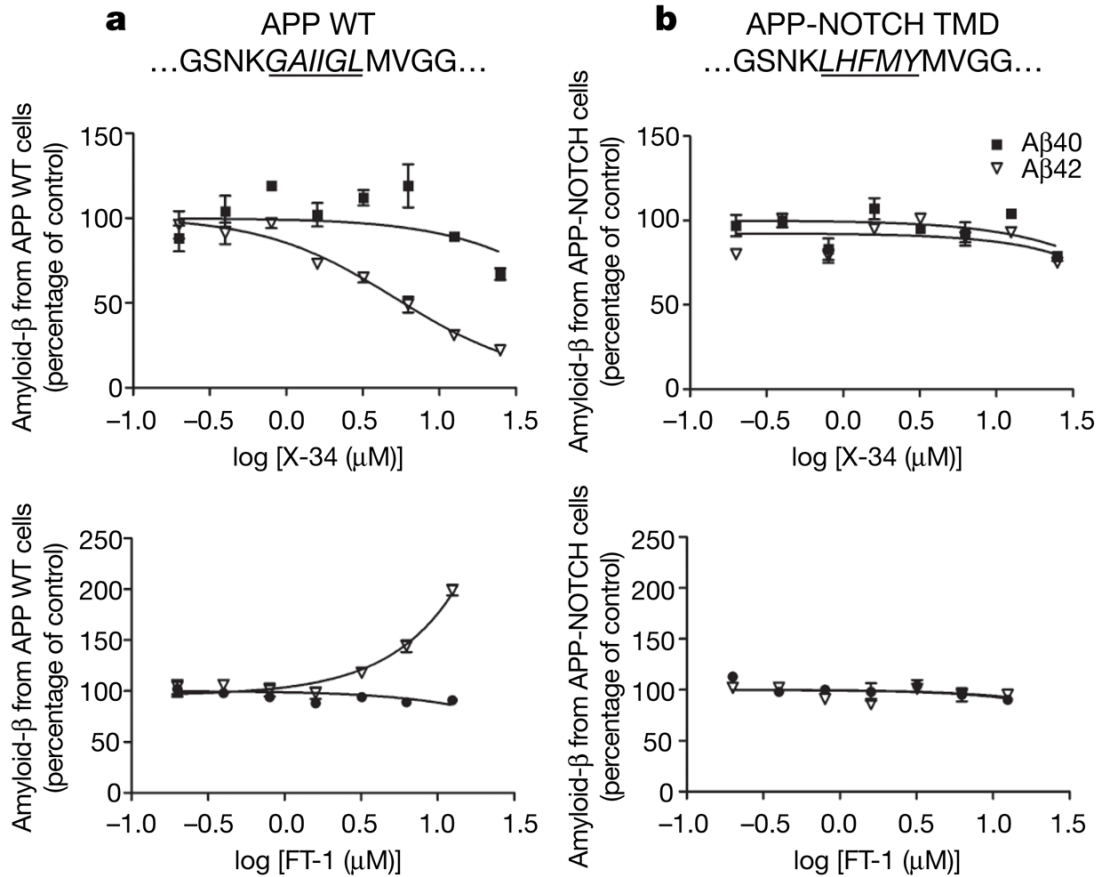 a
APP WT
...GSNKGAIIGLMVGG...
Amyloid-β from APP WT cells
(percentage of control)
150
100
50
0
–1.0 –0.5 0.0 0.5 1.0 1.5
log [X-34 (μM)]
b
APP-NOTCH TMD
...GSNKLHFMYMVGG...
Amyloid-β from APP-NOTCH cells
(percentage of control)
150
100
50
0
Aβ40
Aβ42
–1.0 –0.5 0.0 0.5 1.0 1.5
log [X-34 (μM)]
Amyloid-β from APP WT cells
(percentage of control)
250
200
150
100
50
0
–1.0 –0.5 0.0 0.5 1.0 1.5
log [FT-1 (μM)]
Amyloid-β from APP-NOTCH cells
(percentage of control)
250
200
150
100
50
0
–1.0 –0.5 0.0 0.5 1.0 1.5
log [FT-1 (μM)]